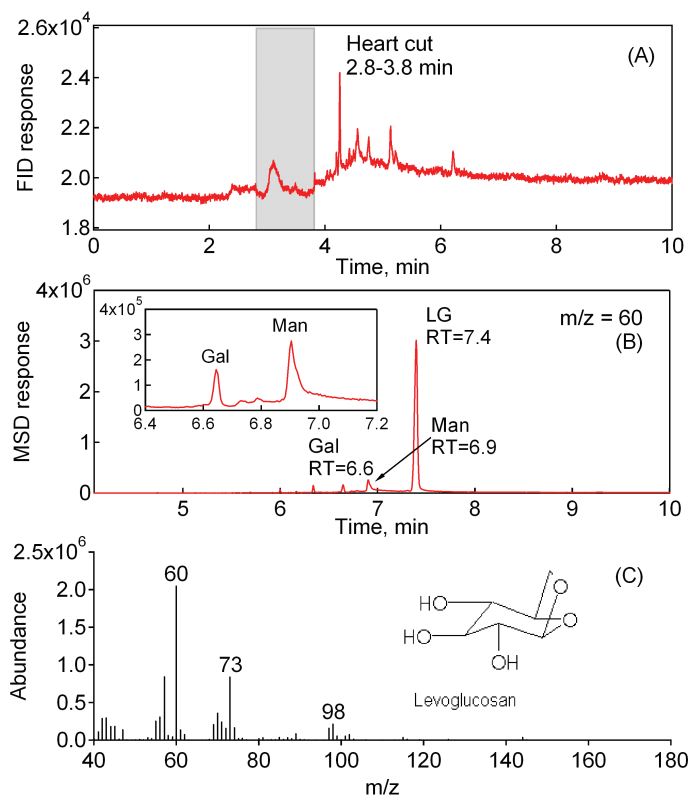 2.6x10⁴
2.4
2.2
2.0
1.8
FID response
Heart cut
2.8-3.8 min
(A)
0 2 4 6 8 10
Time, min
4x10⁶
3
2
1
0
MSD response
4x10⁵
3
2
1
0
Gal
Man
6.4 6.6 6.8 7.0 7.2
LG
RT=7.4
m/z = 60
(B)
Gal
RT=6.6
Man
RT=6.9
5 6 7 8 9 10
Time, min
2.5x10⁶
2.0
1.5
1.0
0.5
0.0
Abundance
60
73
98
(C)
HO
HO
OH
O
O
Levoglucosan
40 60 80 100 120 140 160 180
m/z